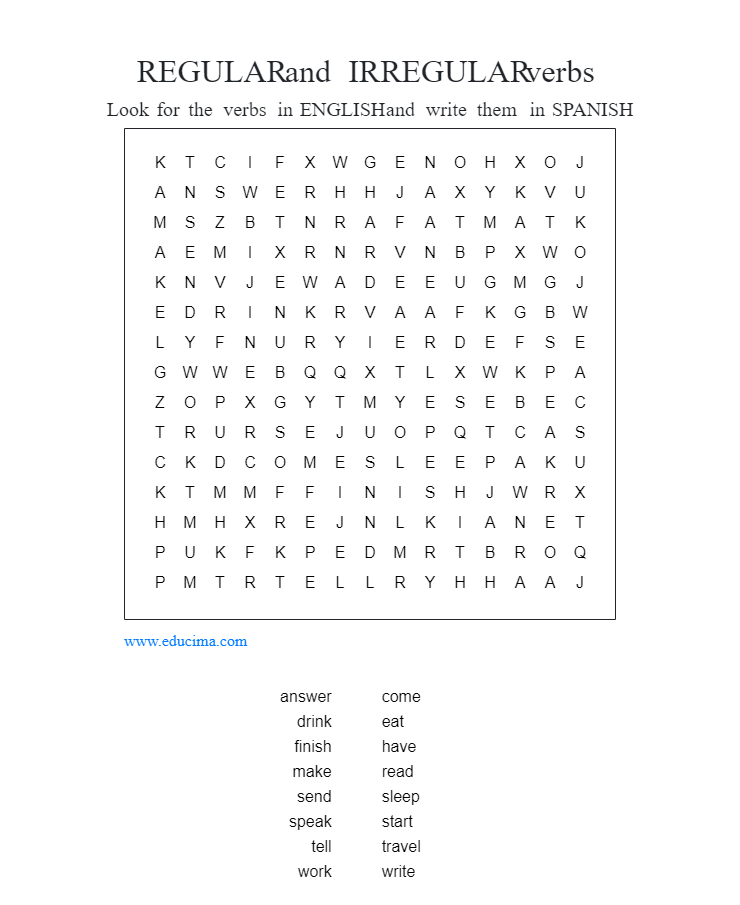 REGULARand IRREGULARverbs
Look for the verbs in ENGLISHand write them in SPANISH
K T C I F X W G E N O H X O J
A N S W E R H H J A X Y K V U
M S Z B T N R A F A T M A T K
A E M I X R N R V N B P X W O
K N V J E W A D E E U G M G J
E D R I N K R V A A F K G B W
L Y F N U R Y I E R D E F S E
G W W E B Q Q X T L X W K P A
Z O P X G Y T M Y E S E B E C
T R U R S E J U O P Q T C A S
C K D C O M E S L E E P A K U
K T M M F F I N I S H J W R X
H M H X R E J N L K I A N E T
P U K F K P E D M R T B R O Q
P M T R T E L L R Y H H A A J
www.educima.com
answer come
drink eat
finish have
make read
send sleep
speak start
tell travel
work write